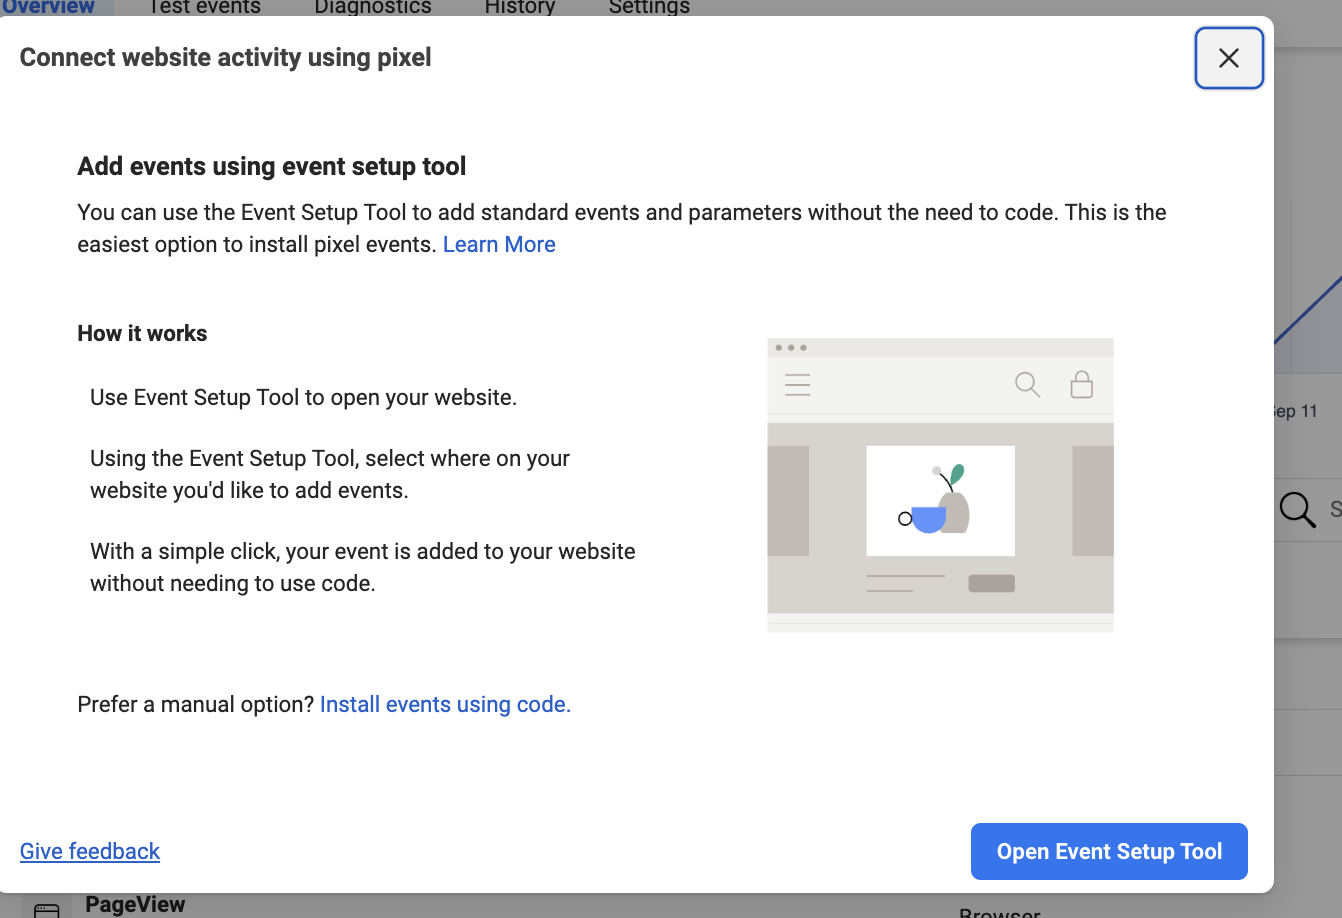 Overview Test events Diagnostics History Settings
Connect website activity using pixel
Add events using event setup tool
You can use the Event Setup Tool to add standard events and parameters without the need to code. This is the
easiest option to install pixel events. Learn More
How it works
Use Event Setup Tool to open your website.
Using the Event Setup Tool, select where on your
website you'd like to add events.
With a simple click, your event is added to your website
without needing to use code.
Sep 11
Prefer a manual option? Install events using code.
Give feedback
Open Event Setup Tool
PageView
Browser